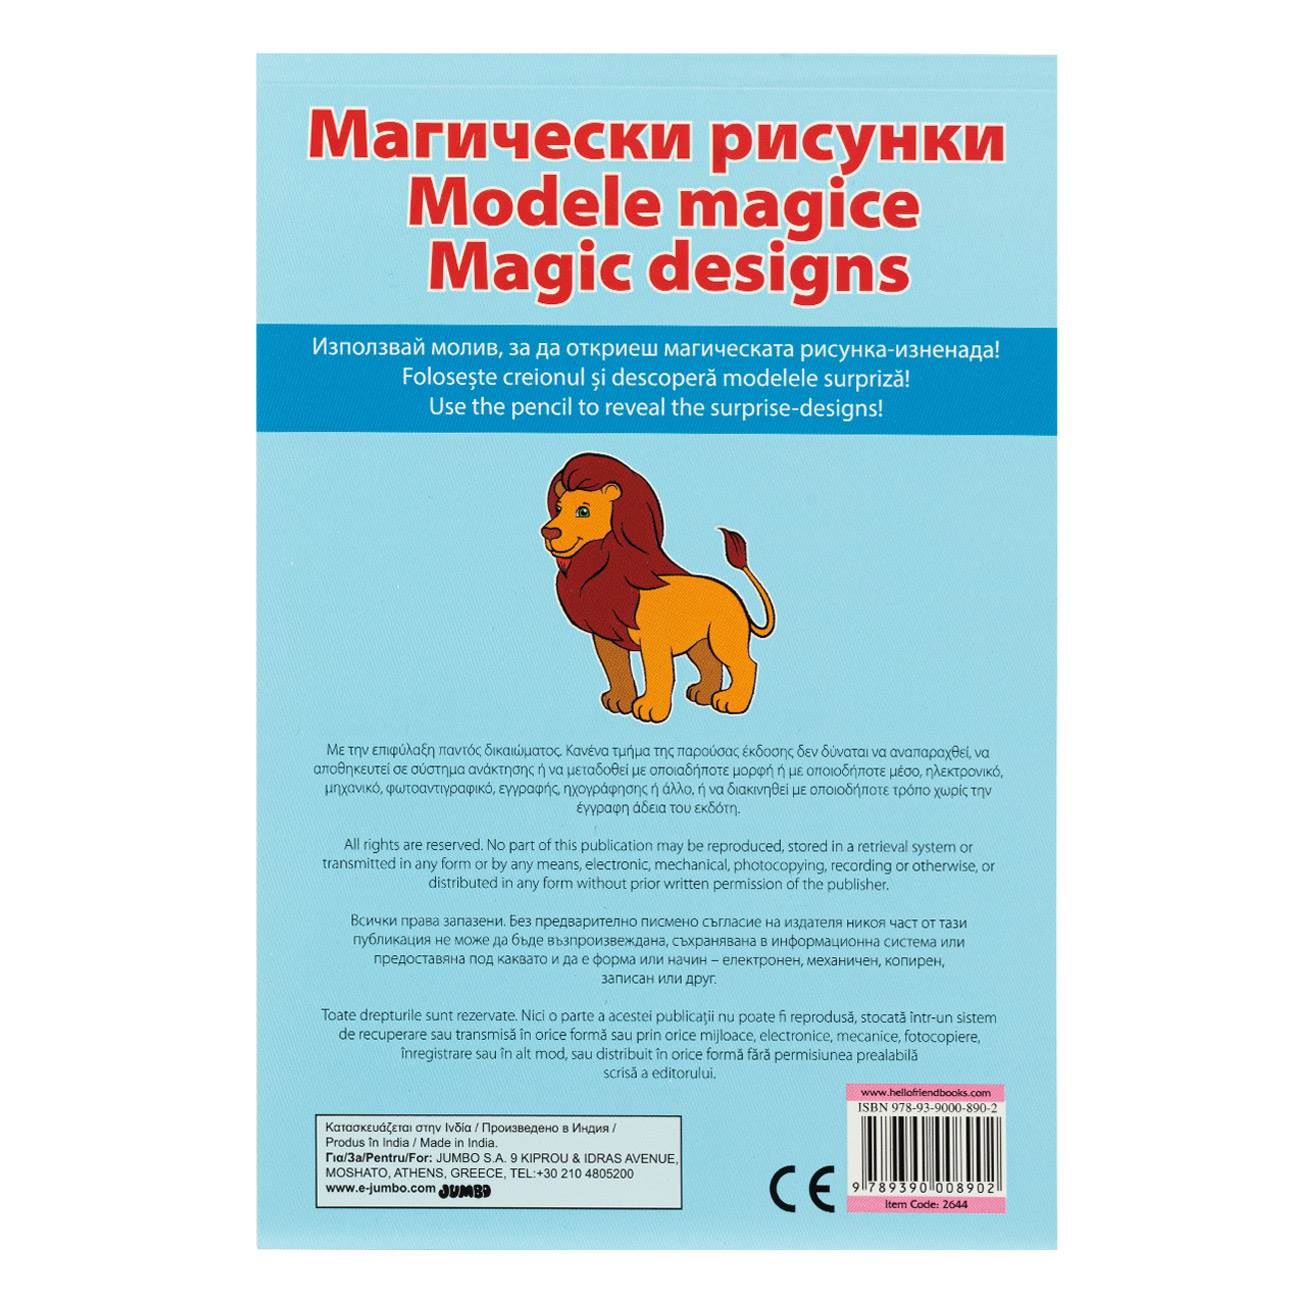 Магически рисунки
Modele magice
Magic designs
Използвай молив, за да откриеш магическата рисунка-изненада!
Folosește creionul și descoperă modelele surpriză!
Use the pencil to reveal the surprise-designs!
Με την επιφύλαξη παντός δικαιώματος. Κανένα τμήμα της παρούσας έκδοσης δεν δύναται να αναπαραχθεί, να
αποθηκευτεί σε σύστημα ανάκτησης ή να μεταδοθεί με οποιαδήποτε μορφή ή με οποιοδήποτε μέσο, ηλεκτρονικό,
μηχανικό, φωτοαντιγραφικό, εγγραφής, ηχογράφησης ή άλλο, ή να διακινηθεί με οποιοδήποτε τρόπο χωρίς την
έγγραφη άδεια του εκδότη.
All rights are reserved. No part of this publication may be reproduced, stored in a retrieval system or
transmitted in any form or by any means, electronic, mechanical, photocopying, recording or otherwise, or
distributed in any form without prior written permission of the publisher.
Всички права запазени. Без предварително писмено съгласие на издателя никоя част от тази
публикация не може да бъде възпроизвеждана, съхранявана в информационна система или
предоставяна под каквато и да е форма или начин – електронен, механичен, копирен,
записан или друг.
Toate drepturile sunt rezervate. Nici o parte a acestei publicații nu poate fi reprodusă, stocată într-un sistem
de recuperare sau transmisă în orice formă sau prin orice mijloace, electronice, mecanice, fotocopiere,
înregistrare sau în alt mod, sau distribuit în orice formă fără permisiunea prealabilă
scrisă a editorului.
Κατασκευάζεται στην Ινδία / Произведено в Индия /
Produs în India / Made in India.
Για/За/Pentru/For: JUMBO S.A. 9 KIPROU & IDRAS AVENUE,
MOSHATO, ATHENS, GREECE, TEL:+30 210 4805200
www.e-jumbo.com JUMBO
CE
www.hellofriendbooks.com
ISBN 978-93-9000-890-2
9 789390 008902
Item Code: 2644